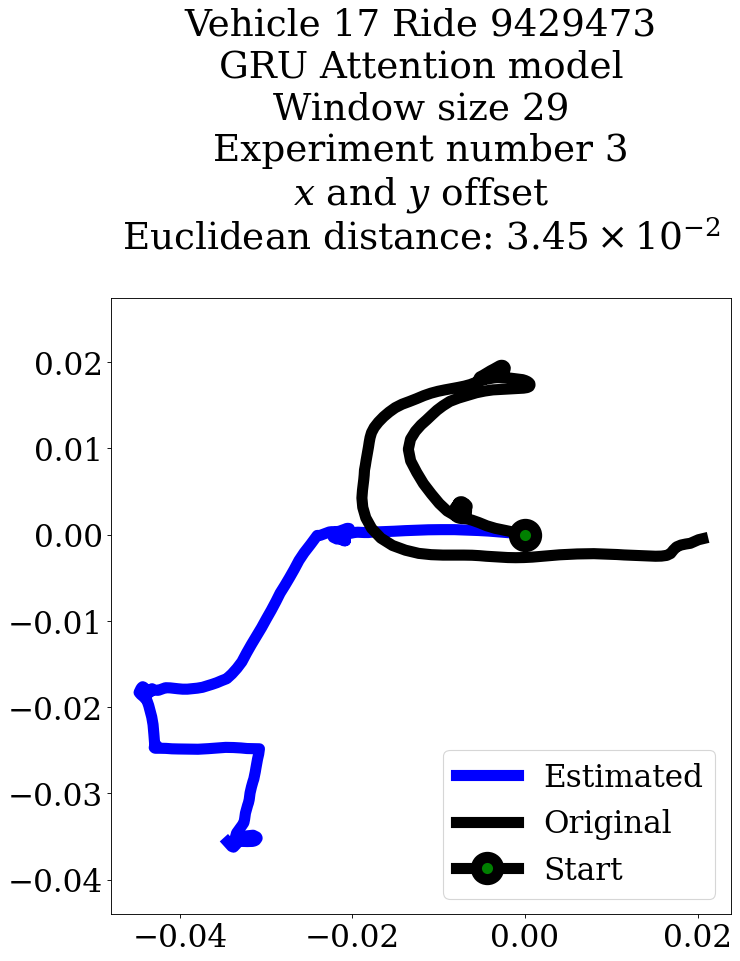 Vehicle 17 Ride 9429473
GRU Attention model
Window size 29
Experiment number 3
x and y offset
Euclidean distance: 3.45 × 10⁻²
0.02
0.01
0.00
−0.01
−0.02
−0.03
−0.04
Estimated
Original
Start
−0.04
−0.02
0.00
0.02